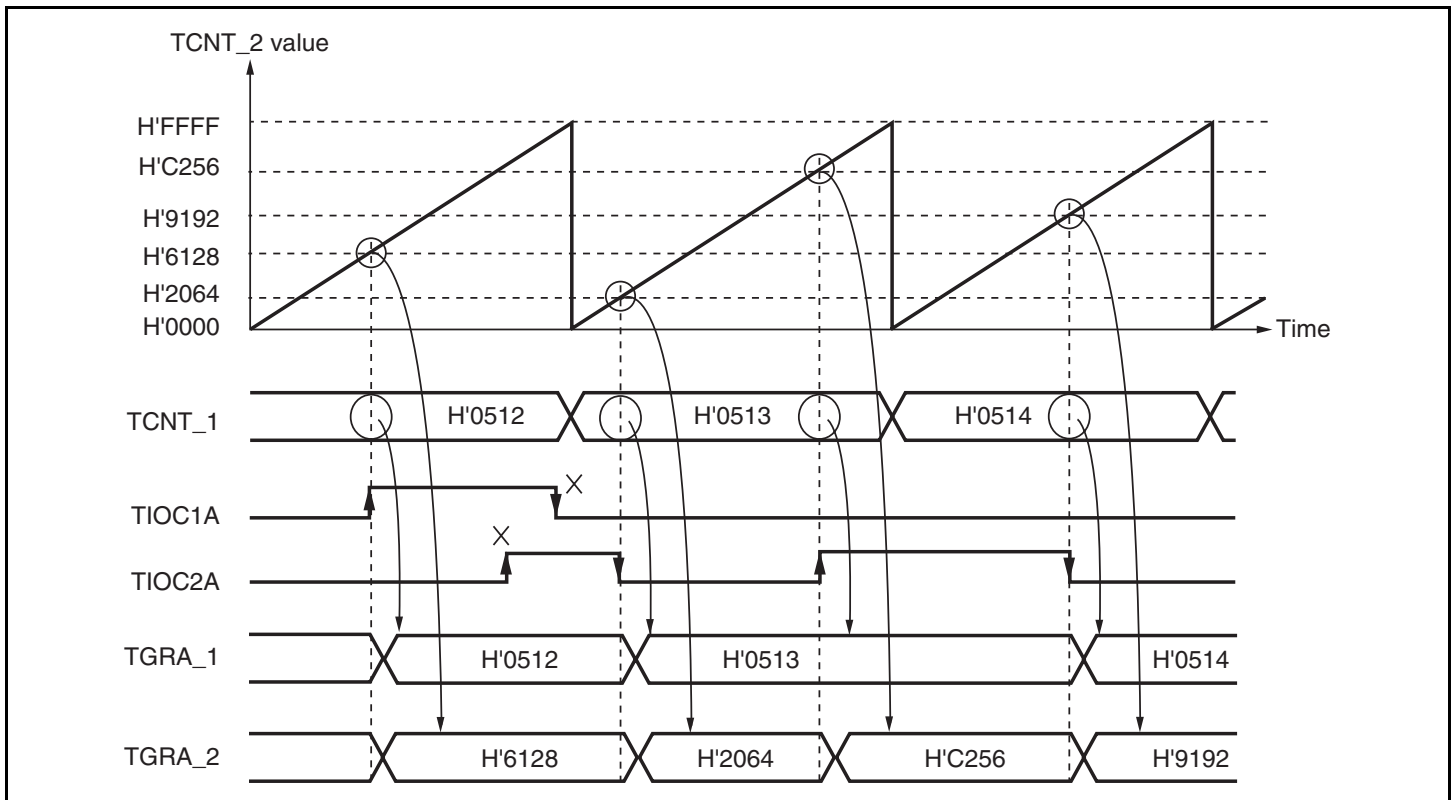 TCNT_2 value
H'FFFF
H'C256
H'9192
H'6128
H'2064
H'0000
Time
TCNT_1
H'0512
H'0513
H'0514
TIOC1A
TIOC2A
TGRA_1
H'0512
H'0513
H'0514
TGRA_2
H'6128
H'2064
H'C256
H'9192